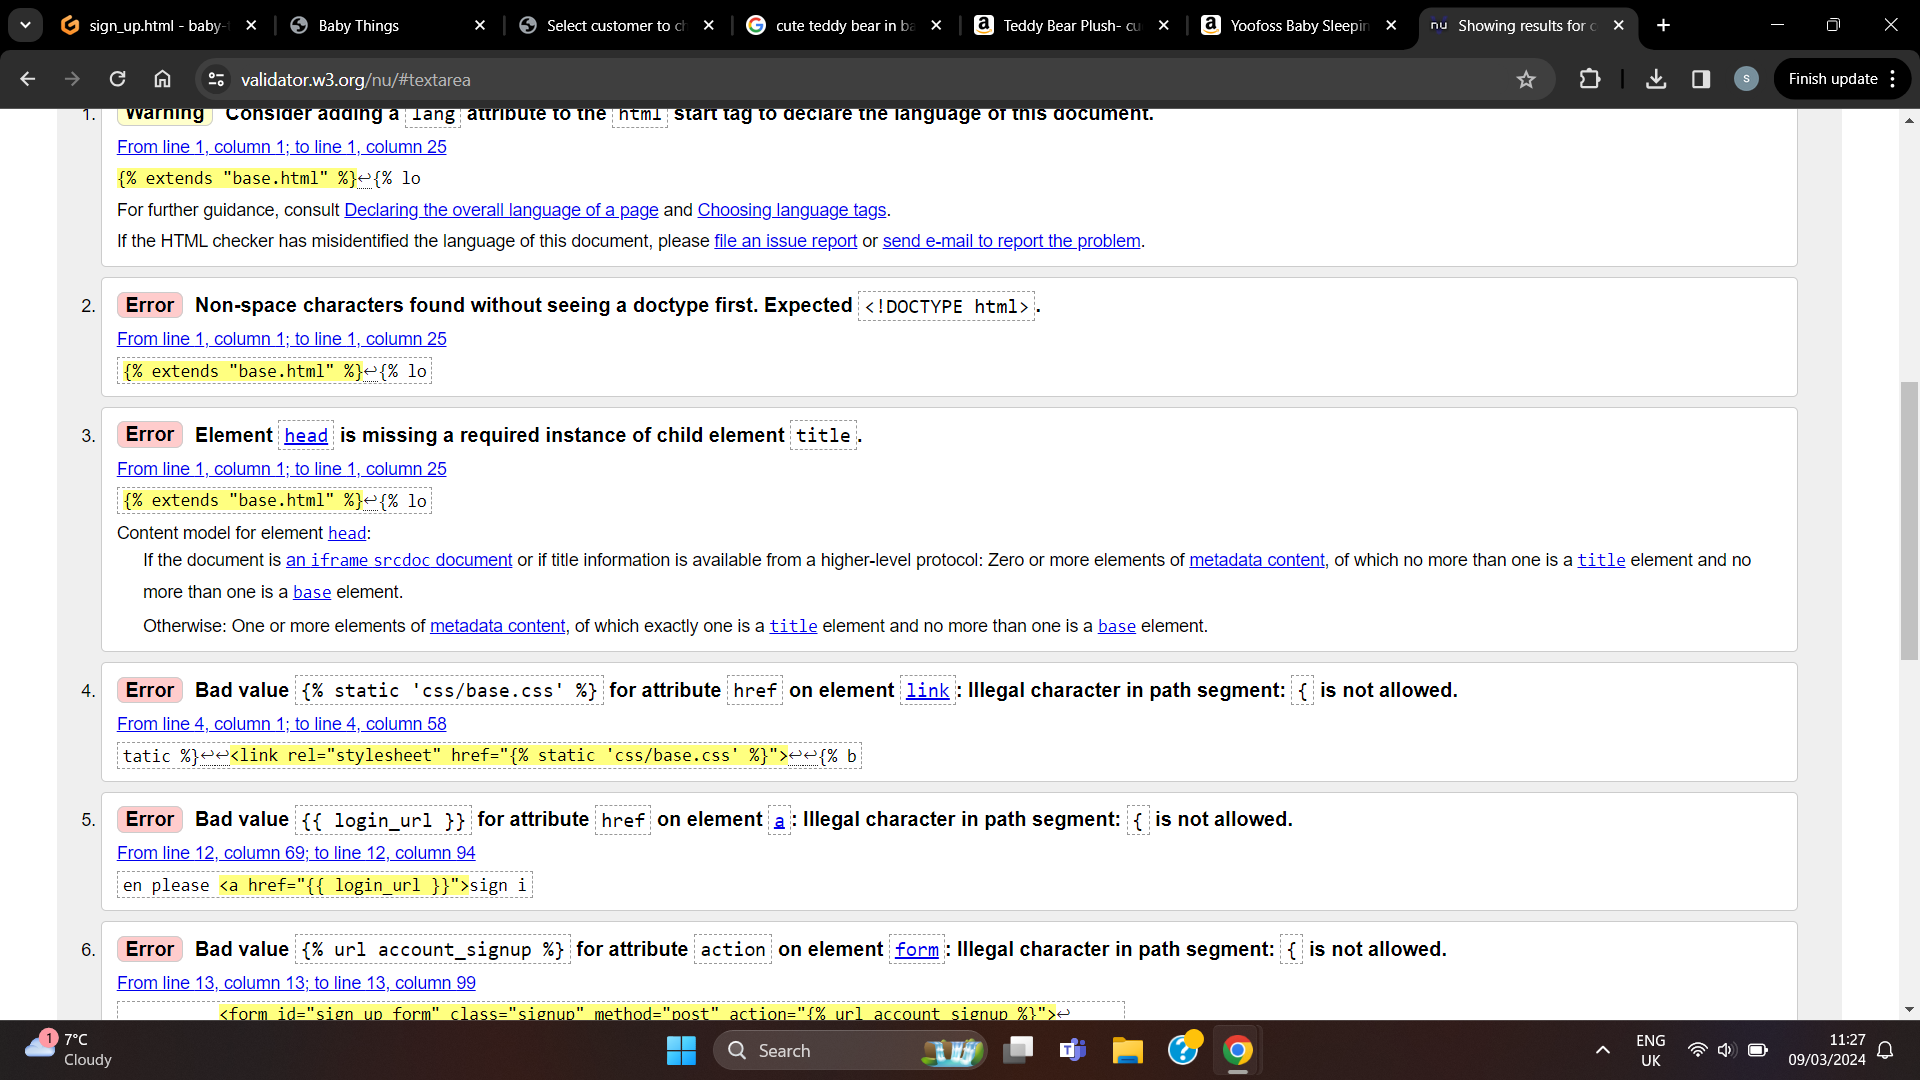 sign_up.html - baby-
Baby Things
Select customer to ch
cute teddy bear in ba
Teddy Bear Plush- cu
Yoofoss Baby Sleepin
nu Showing results for c
validator.w3.org/nu/#textarea
S
Finish update
1. Warning Consider adding a lang attribute to the html start tag to declare the language of this document.
From line 1, column 1; to line 1, column 25
{% extends "base.html" %}↩{% lo
For further guidance, consult Declaring the overall language of a page and Choosing language tags.
If the HTML checker has misidentified the language of this document, please file an issue report or send e-mail to report the problem.
2. Error Non-space characters found without seeing a doctype first. Expected <!DOCTYPE html>.
From line 1, column 1; to line 1, column 25
{% extends "base.html" %}↩{% lo
3. Error Element head is missing a required instance of child element title.
From line 1, column 1; to line 1, column 25
{% extends "base.html" %}↩{% lo
Content model for element head:
If the document is an iframe srcdoc document or if title information is available from a higher-level protocol: Zero or more elements of metadata content, of which no more than one is a title element and no
more than one is a base element.
Otherwise: One or more elements of metadata content, of which exactly one is a title element and no more than one is a base element.
4. Error Bad value {% static 'css/base.css' %} for attribute href on element link: Illegal character in path segment: { is not allowed.
From line 4, column 1; to line 4, column 58
tatic %}↩↩<link rel="stylesheet" href="{% static 'css/base.css' %}">↩↩{% b
5. Error Bad value {{ login_url }} for attribute href on element a: Illegal character in path segment: { is not allowed.
From line 12, column 69; to line 12, column 94
en please <a href="{{ login_url }}">sign i
6. Error Bad value {% url account_signup %} for attribute action on element form: Illegal character in path segment: { is not allowed.
From line 13, column 13; to line 13, column 99
<form id="sign_up_form" class="signup" method="post" action="{% url account_signup %}">↩
1
7°C
Cloudy
Search
ENG
UK
11:27
09/03/2024